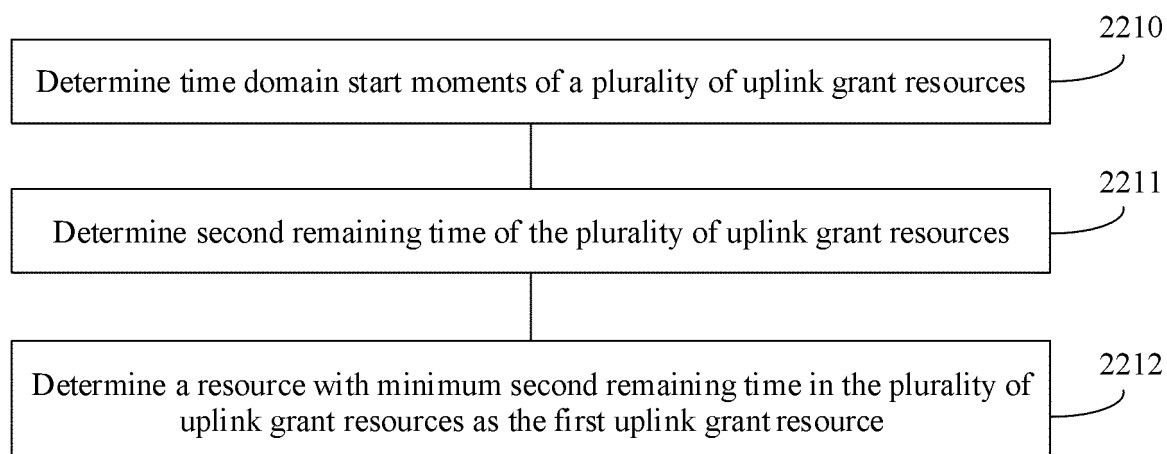 2210
Determine time domain start moments of a plurality of uplink grant resources
2211
Determine second remaining time of the plurality of uplink grant resources
2212
Determine a resource with minimum second remaining time in the plurality of
uplink grant resources as the first uplink grant resource